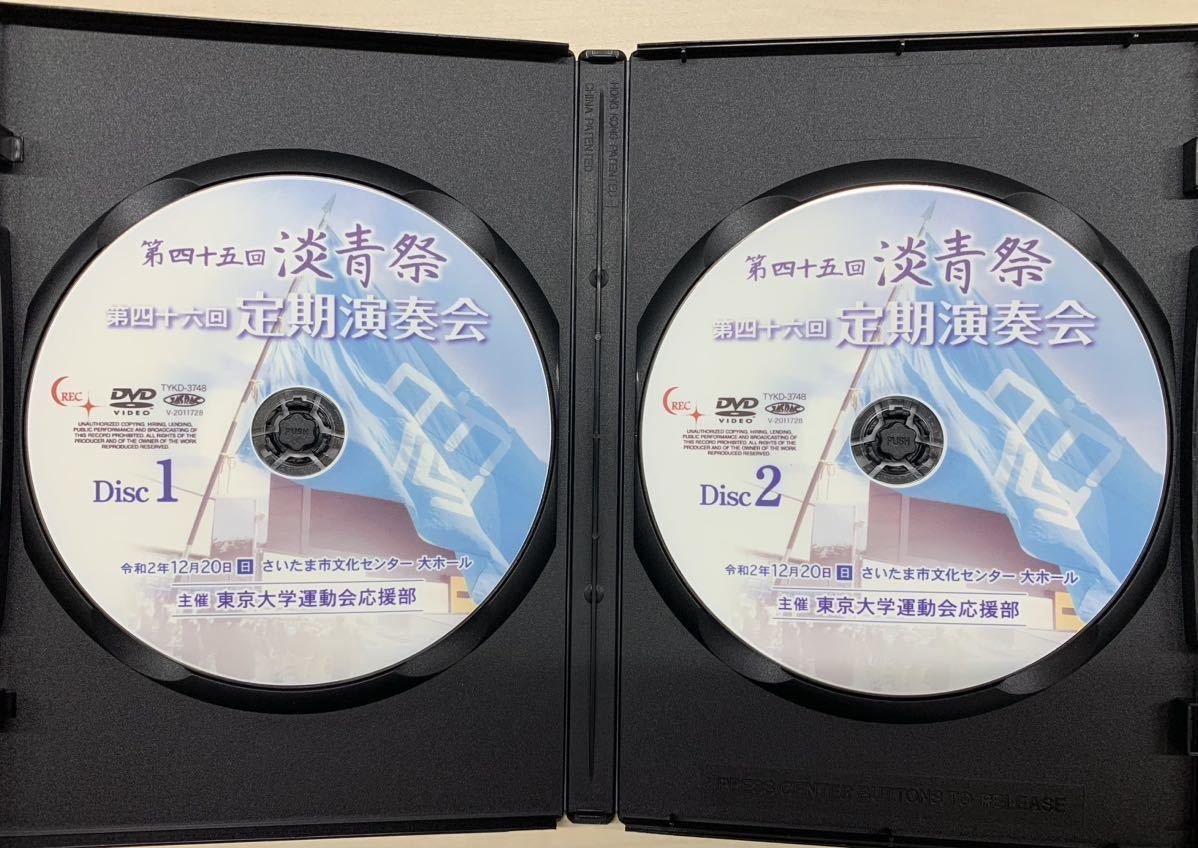 第四十五回 淡青祭
第四十六回 定期演奏会
REC
DVD
VIDEO
TYKD-3748
JASRAC
V-2011728
UNAUTHORIZED COPYING, HIRING, LENDING,
PUBLIC PERFORMANCE AND BROADCASTING OF
THIS RECORD PROHIBITED. ALL RIGHTS OF THE
PRODUCER AND OF THE OWNER OF THE WORK
REPRODUCED RESERVED.
PUSH
Disc 1
令和2年12月20日 日 さいたま市文化センター 大ホール
主催 東京大学運動会応援部
HONG KONG PATENTED
CHINA PATENTED
第四十五回 淡青祭
第四十六回 定期演奏会
REC
DVD
VIDEO
TYKD-3748
JASRAC
V-2011728
UNAUTHORIZED COPYING, HIRING, LENDING,
PUBLIC PERFORMANCE AND BROADCASTING OF
THIS RECORD PROHIBITED. ALL RIGHTS OF THE
PRODUCER AND OF THE OWNER OF THE WORK
REPRODUCED RESERVED.
PUSH
Disc 2
令和2年12月20日 日 さいたま市文化センター 大ホール
主催 東京大学運動会応援部
PRESS CENTER BUTTONS TO RELEASE